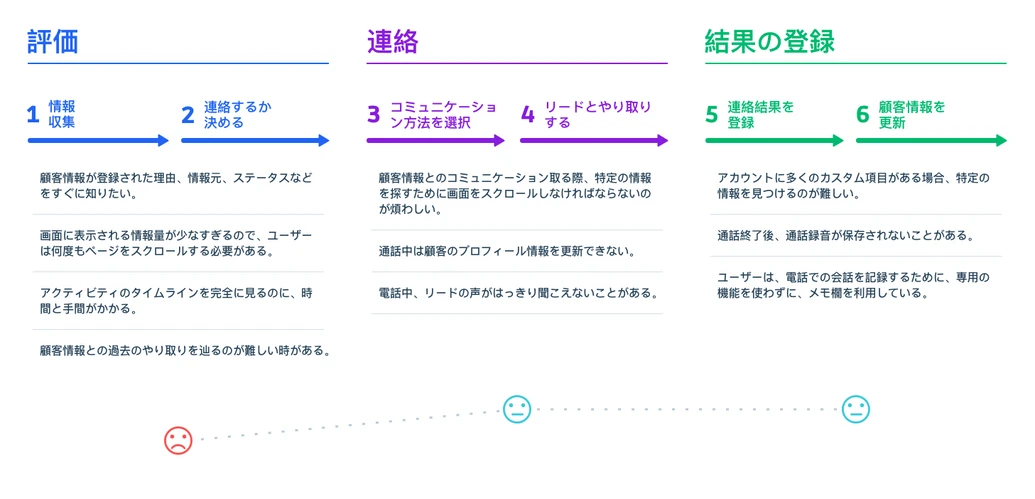 評価
1 情報
収集
2 連絡するか
決める
顧客情報が登録された理由、情報元、ステータスなど
をすぐに知りたい。
画面に表示される情報量が少なすぎるので、ユーザー
は何度もページをスクロールする必要がある。
アクティビティのタイムラインを完全に見るのに、時
間と手間がかかる。
顧客情報との過去のやり取りを辿るのが難しい時がある。
連絡
3 コミュニケーショ
ン方法を選択
4 リードとやり取り
する
顧客情報とのコミュニケーション取る際、特定の情報
を探すために画面をスクロールしなければならないの
が煩わしい。
通話中は顧客のプロフィール情報を更新できない。
電話中、リードの声がはっきり聞こえないことがある。
結果の登録
5 連絡結果を
登録
6 顧客情報を
更新
アカウントに多くのカスタム項目がある場合、特定の
情報を見つけるのが難しい。
通話終了後、通話録音が保存されないことがある。
ユーザーは、電話での会話を記録するために、専用の
機能を使わずに、メモ欄を利用している。